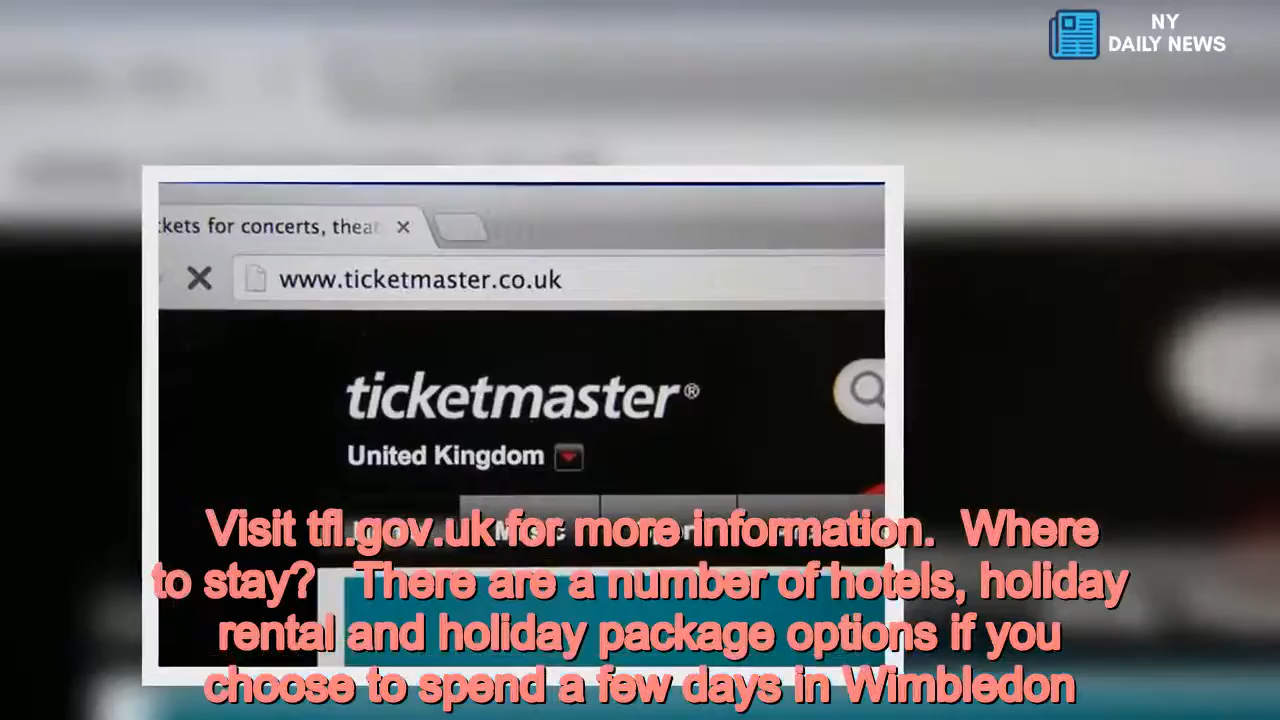 NY
DAILY NEWS
kets for concerts, theat
www.ticketmaster.co.uk
ticketmaster®
United Kingdom
Visit tfl.gov.uk for more information. Where
to stay? There are a number of hotels, holiday
rental and holiday package options if you
choose to spend a few days in Wimbledon